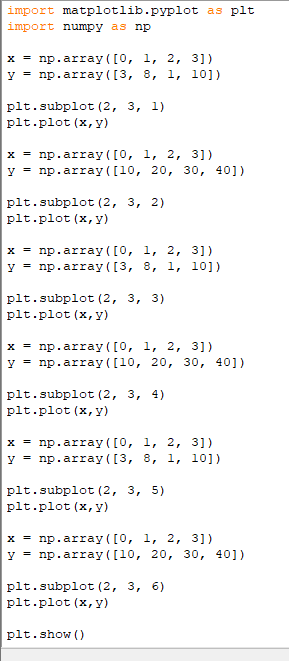 import matplotlib.pyplot as plt
import numpy as np
x = np.array([0, 1, 2, 3])
y = np.array([3, 8, 1, 10])
plt.subplot(2, 3, 1)
plt.plot(x,y)
x = np.array([0, 1, 2, 3])
y = np.array([10, 20, 30, 40])
plt.subplot(2, 3, 2)
plt.plot(x,y)
x = np.array([0, 1, 2, 3])
y = np.array([3, 8, 1, 10])
plt.subplot(2, 3, 3)
plt.plot(x,y)
x = np.array([0, 1, 2, 3])
y = np.array([10, 20, 30, 40])
plt.subplot(2, 3, 4)
plt.plot(x,y)
x = np.array([0, 1, 2, 3])
y = np.array([3, 8, 1, 10])
plt.subplot(2, 3, 5)
plt.plot(x,y)
x = np.array([0, 1, 2, 3])
y = np.array([10, 20, 30, 40])
plt.subplot(2, 3, 6)
plt.plot(x,y)
plt.show()